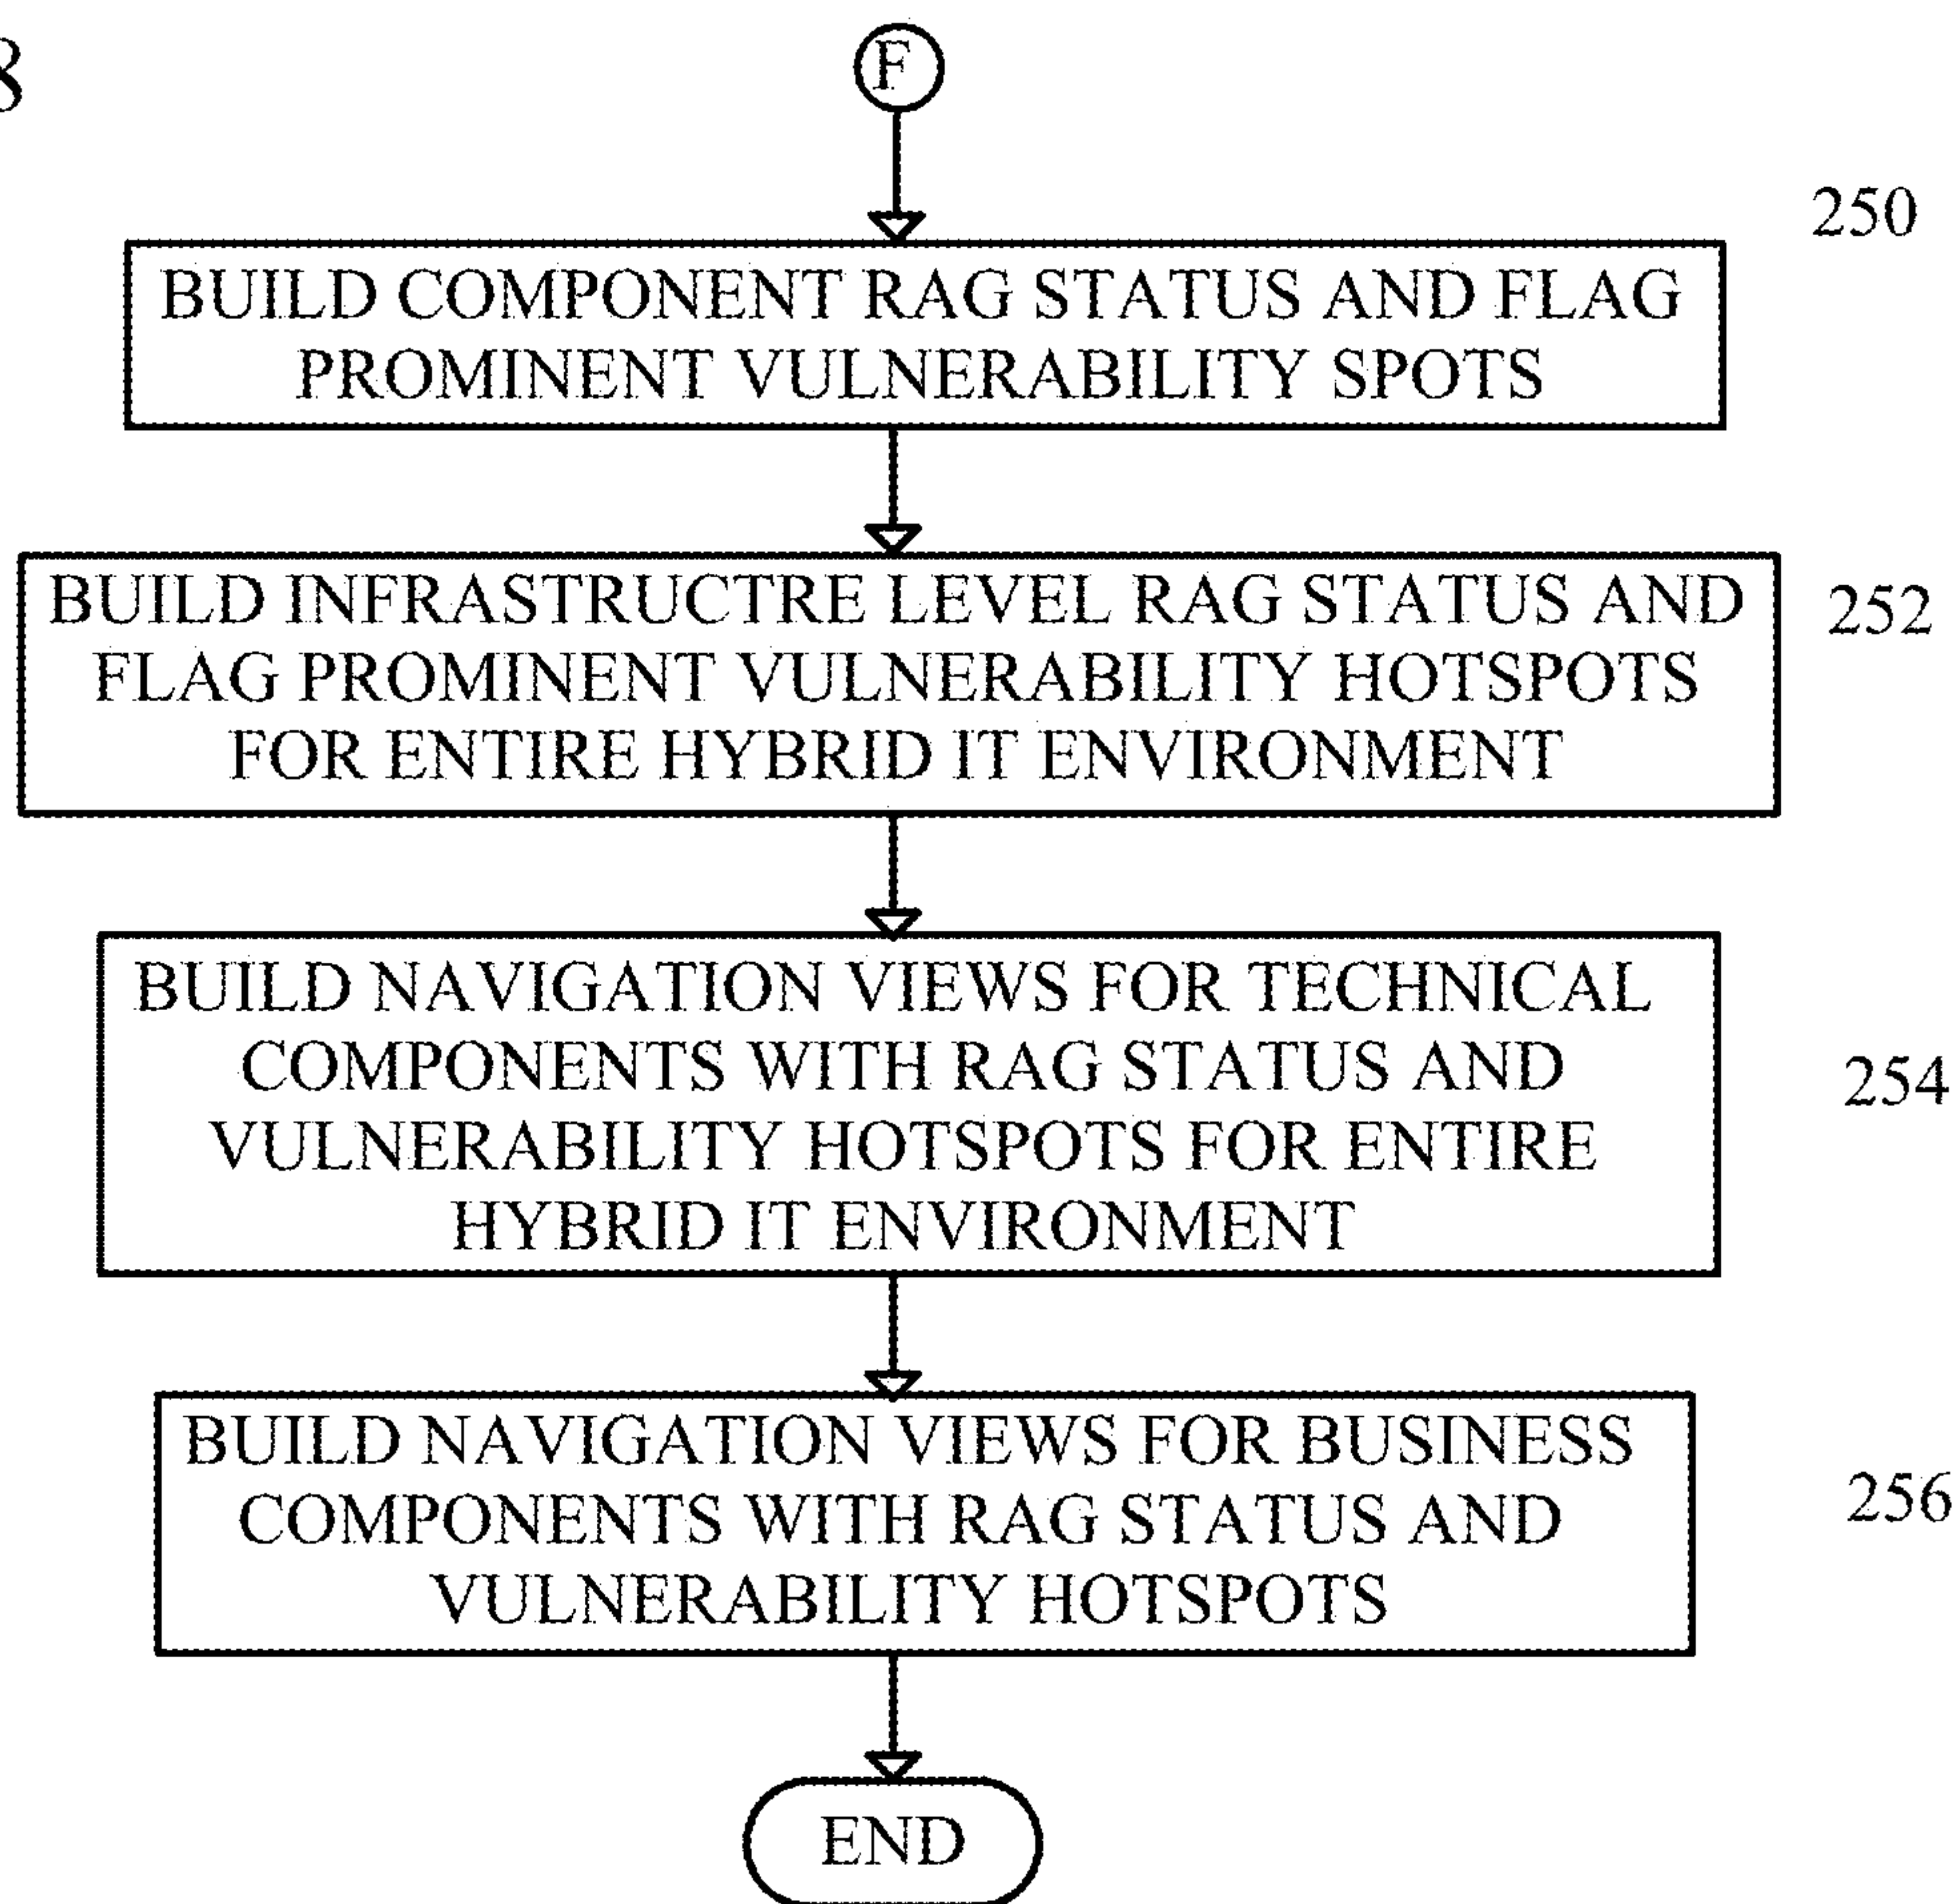 8
F
250
BUILD COMPONENT RAG STATUS AND FLAG
PROMINENT VULNERABILITY SPOTS
BUILD INFRASTRUCTRE LEVEL RAG STATUS AND
FLAG PROMINENT VULNERABILITY HOTSPOTS
FOR ENTIRE HYBRID IT ENVIRONMENT
252
BUILD NAVIGATION VIEWS FOR TECHNICAL
COMPONENTS WITH RAG STATUS AND
VULNERABILITY HOTSPOTS FOR ENTIRE
HYBRID IT ENVIRONMENT
254
BUILD NAVIGATION VIEWS FOR BUSINESS
COMPONENTS WITH RAG STATUS AND
VULNERABILITY HOTSPOTS
256
END